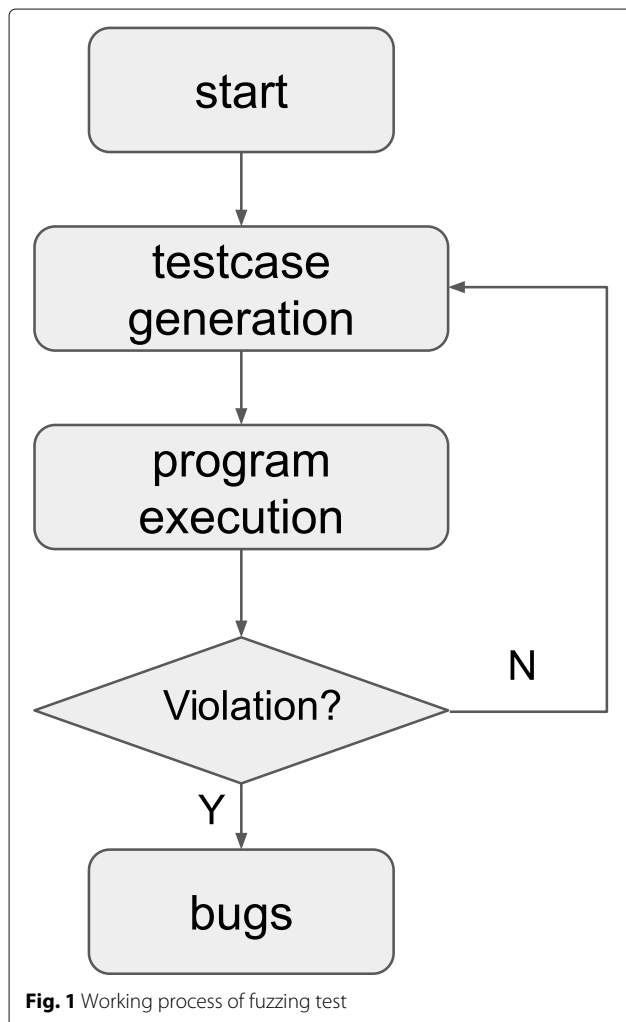 start
testcase
generation
program
execution
Violation?
N
Y
bugs
Fig. 1 Working process of fuzzing test